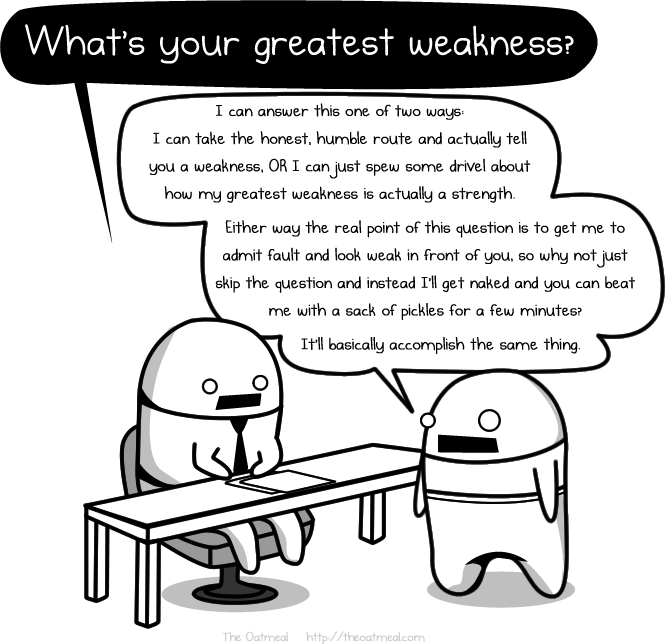 What's your greatest weakness?
I can answer this one of two ways:
I can take the honest, humble route and actually tell
you a weakness, OR I can just spew some drivel about
how my greatest weakness is actually a strength.
Either way the real point of this question is to get me to
admit fault and look weak in front of you, so why not just
skip the question and instead I'll get naked and you can beat
me with a sack of pickles for a few minutes?
It'll basically accomplish the same thing.
The Oatmeal http://theoatmeal.com